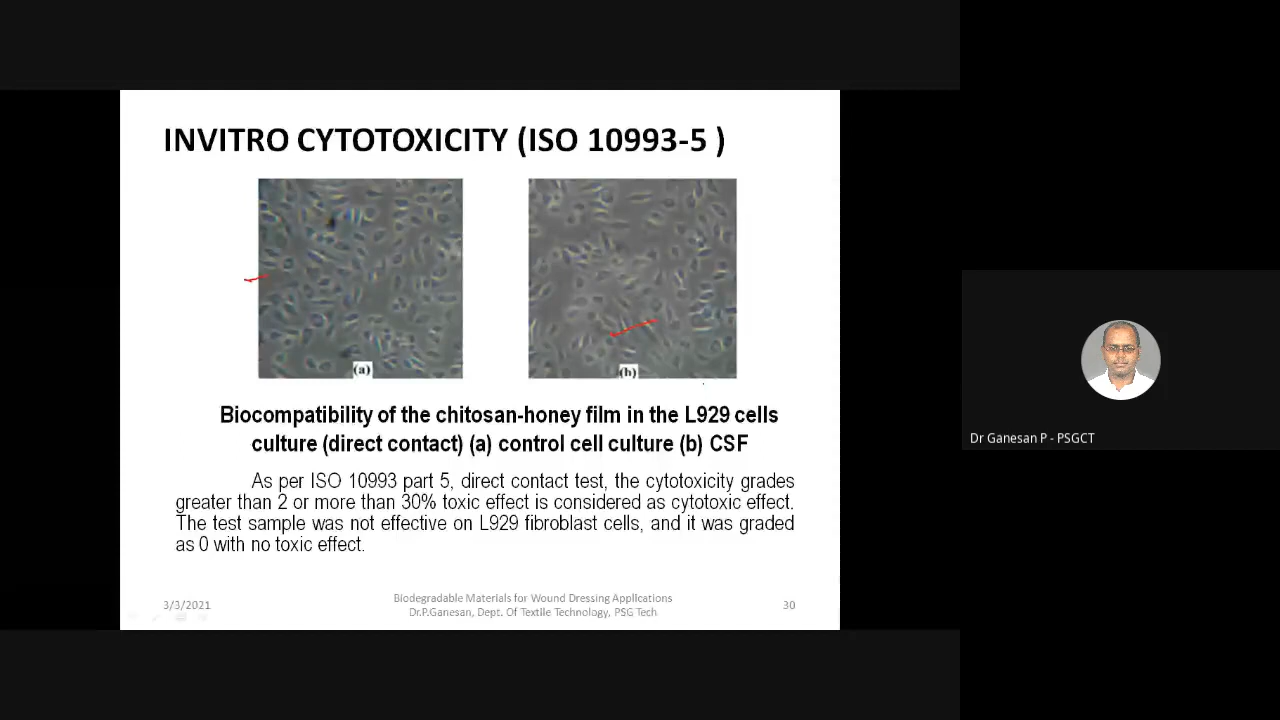 INVITRO CYTOTOXICITY (ISO 10993-5 )
(a)
(b)
Biocompatibility of the chitosan-honey film in the L929 cells
culture (direct contact) (a) control cell culture (b) CSF
As per ISO 10993 part 5, direct contact test, the cytotoxicity grades
greater than 2 or more than 30% toxic effect is considered as cytotoxic effect.
The test sample was not effective on L929 fibroblast cells, and it was graded
as 0 with no toxic effect.
3/3/2021
Biodegradable Materials for Wound Dressing Applications
Dr.P.Ganesan, Dept. Of Textile Technology, PSG Tech
30
Dr Ganesan P - PSGCT